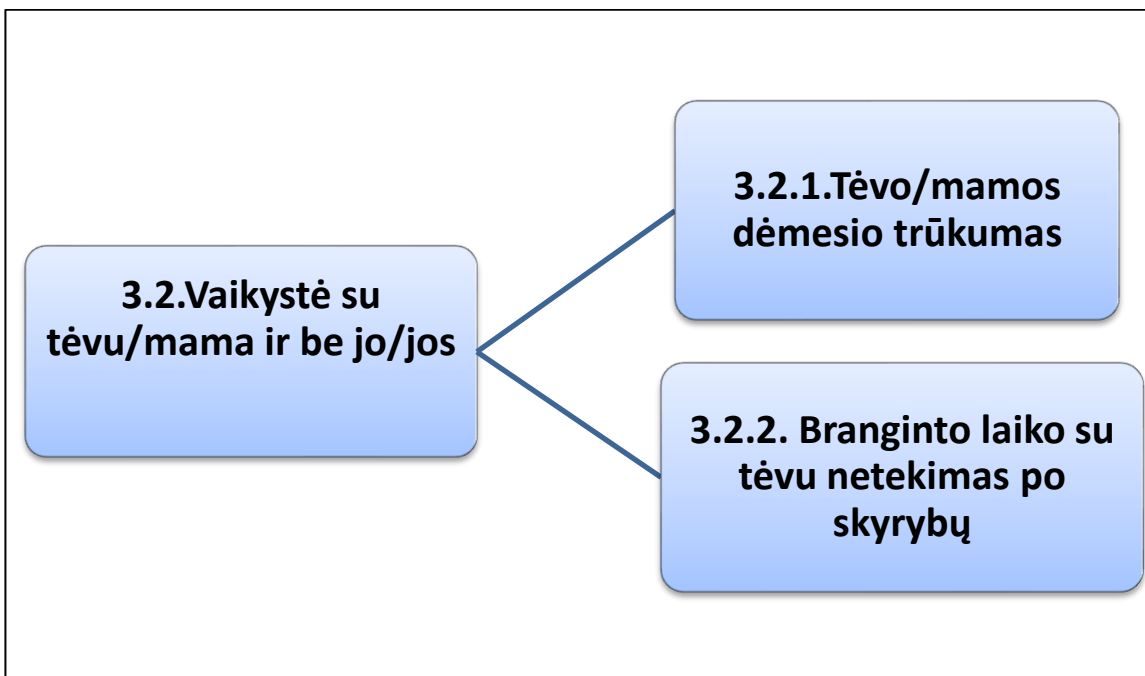 3.2.Vaikystė su
tėvu/mama ir be jo/jos
3.2.1.Tėvo/mamos
dėmesio trūkumas
3.2.2. Branginto laiko su
tėvu netekimas po
skyrybų